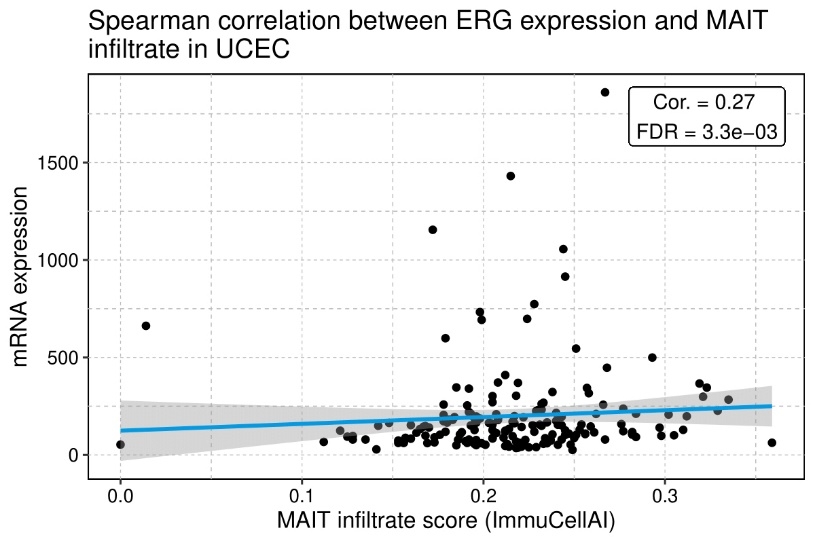 Spearman correlation between ERG expression and MAIT
infiltrate in UCEC
Cor. = 0.27
FDR = 3.3e−03
mRNA expression
1500
1000
500
0
0.0 0.1 0.2 0.3
MAIT infiltrate score (ImmuCellAI)